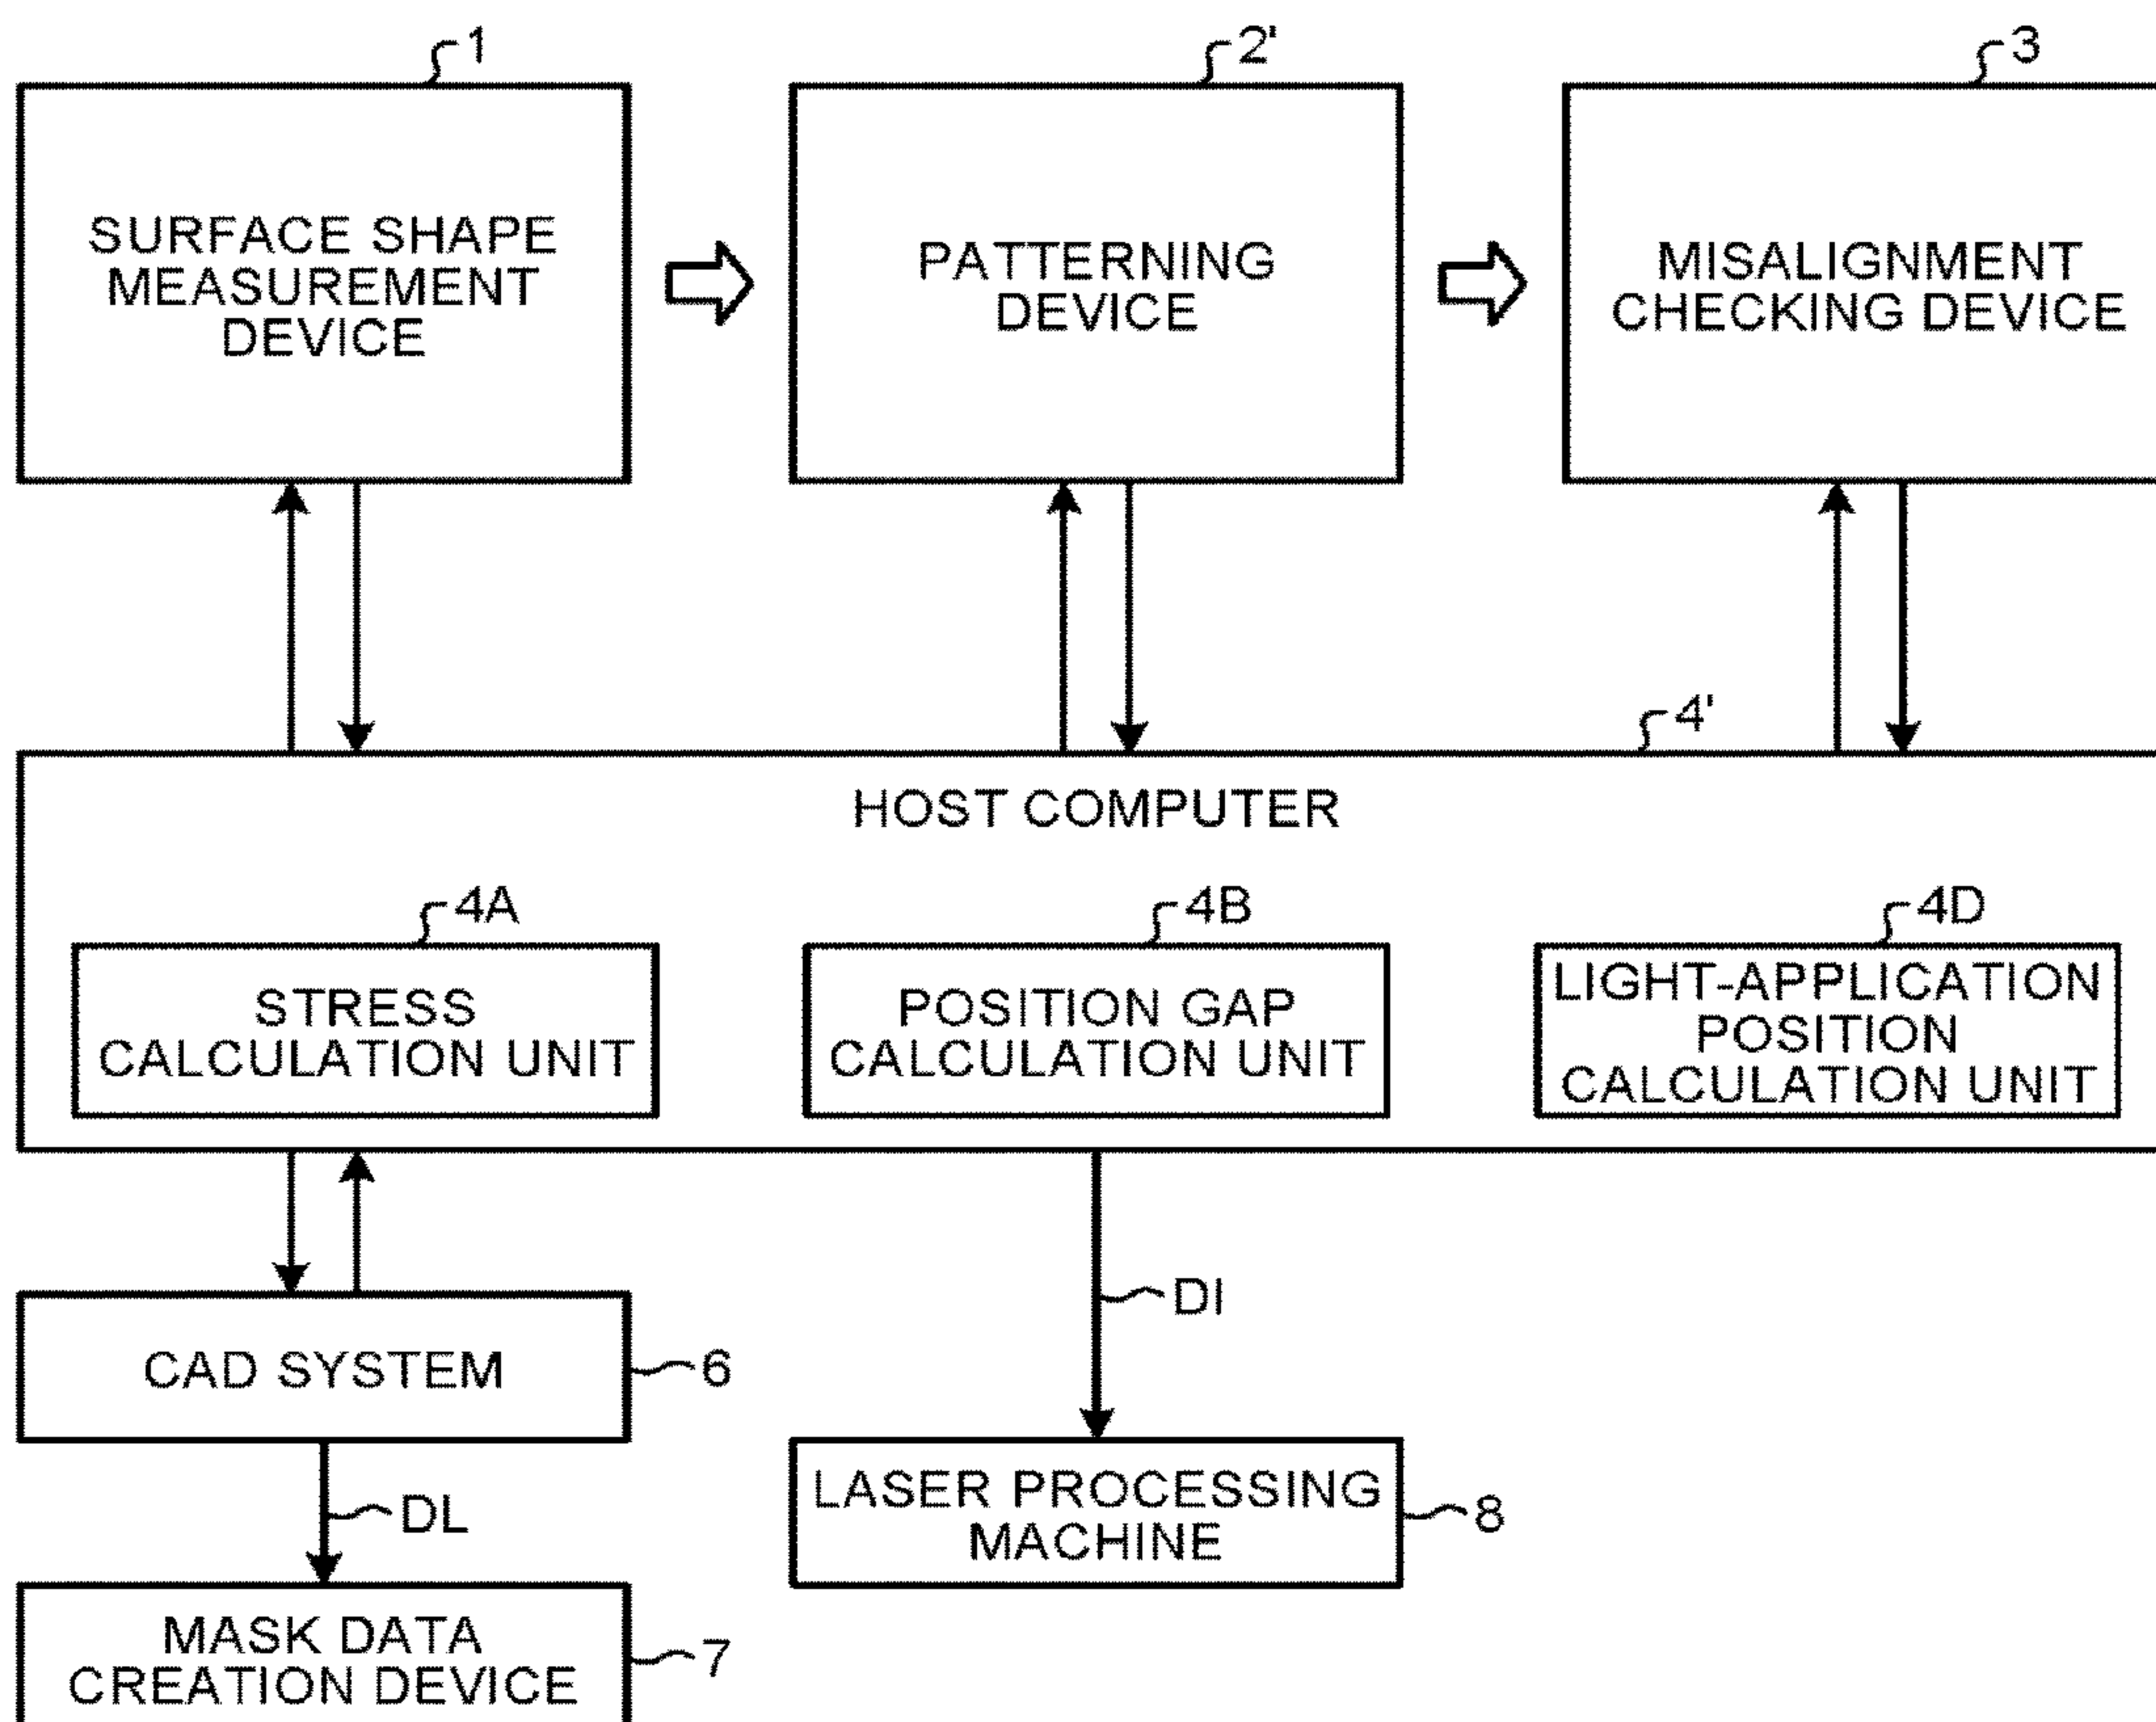 1
2'
3
SURFACE SHAPE
MEASUREMENT
DEVICE
PATTERNING
DEVICE
MISALIGNMENT
CHECKING DEVICE
4'
HOST COMPUTER
4A
4B
4D
STRESS
CALCULATION UNIT
POSITION GAP
CALCULATION UNIT
LIGHT-APPLICATION
POSITION
CALCULATION UNIT
DI
CAD SYSTEM
6
LASER PROCESSING
MACHINE
8
DL
MASK DATA
CREATION DEVICE
7